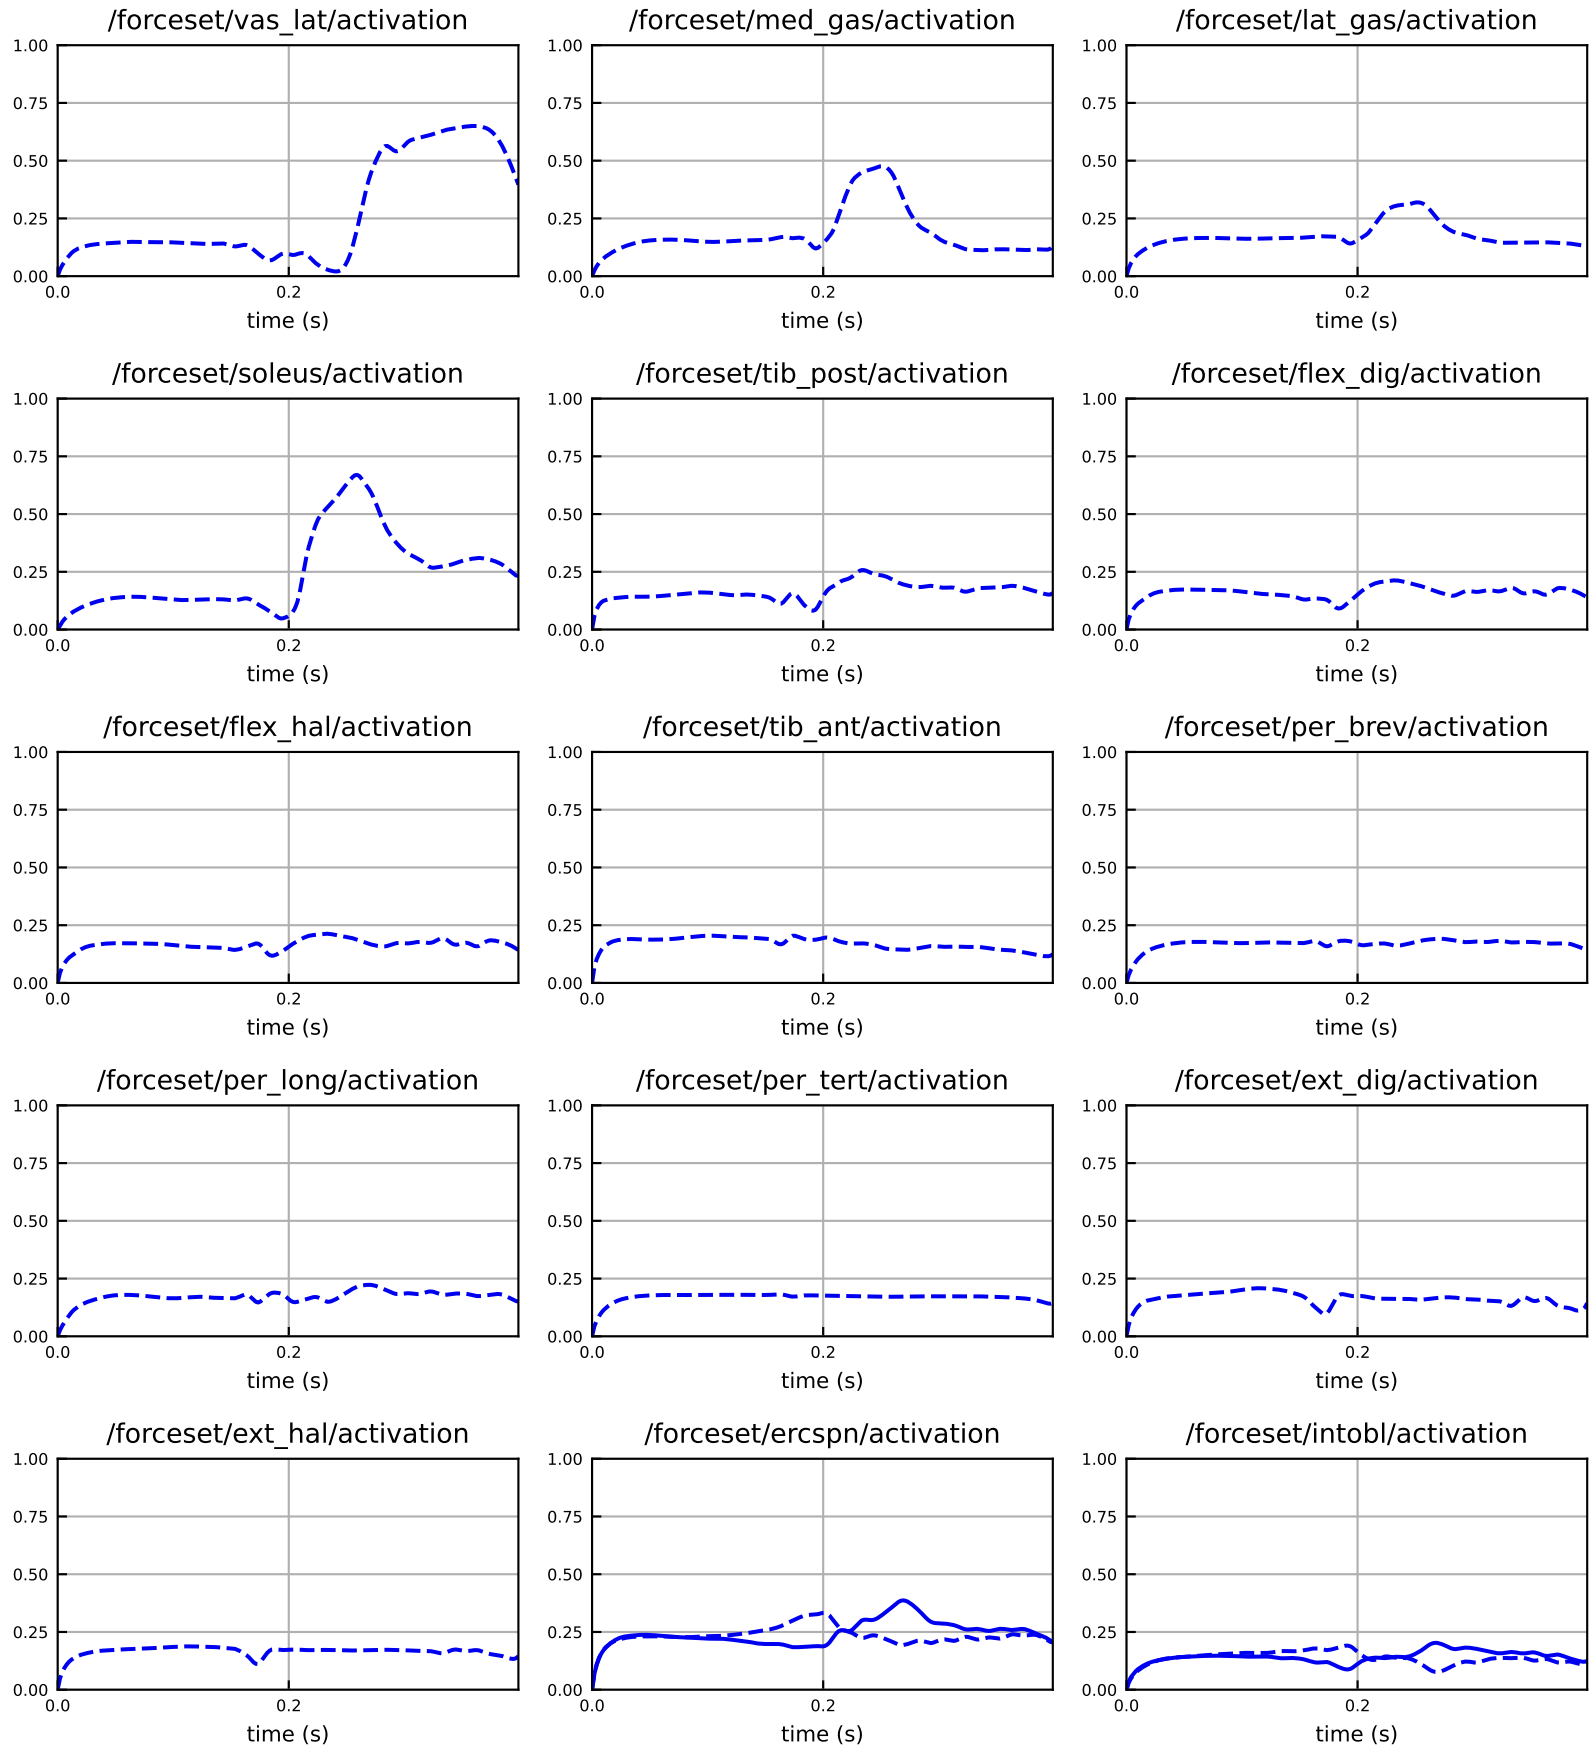 /forceset/vas_lat/activation /forceset/med_gas/activation /forceset/lat_gas/activation
1.00 1.00 1.00
0.75 0.75 0.75
0.50 0.50 0.50
0.25 0.25 0.25
0.00 0.00 0.00
0.0 0.2 0.0 0.2 0.0 0.2
time (s) time (s) time (s)
/forceset/soleus/activation /forceset/tib_post/activation /forceset/flex_dig/activation
1.00 1.00 1.00
0.75 0.75 0.75
0.50 0.50 0.50
0.25 0.25 0.25
0.00 0.00 0.00
0.0 0.2 0.0 0.2 0.0 0.2
time (s) time (s) time (s)
/forceset/flex_hal/activation /forceset/tib_ant/activation /forceset/per_brev/activation
1.00 1.00 1.00
0.75 0.75 0.75
0.50 0.50 0.50
0.25 0.25 0.25
0.00 0.00 0.00
0.0 0.2 0.0 0.2 0.0 0.2
time (s) time (s) time (s)
/forceset/per_long/activation /forceset/per_tert/activation /forceset/ext_dig/activation
1.00 1.00 1.00
0.75 0.75 0.75
0.50 0.50 0.50
0.25 0.25 0.25
0.00 0.00 0.00
0.0 0.2 0.0 0.2 0.0 0.2
time (s) time (s) time (s)
/forceset/ext_hal/activation /forceset/ercspn/activation /forceset/intobl/activation
1.00 1.00 1.00
0.75 0.75 0.75
0.50 0.50 0.50
0.25 0.25 0.25
0.00 0.00 0.00
0.0 0.2 0.0 0.2 0.0 0.2
time (s) time (s) time (s)